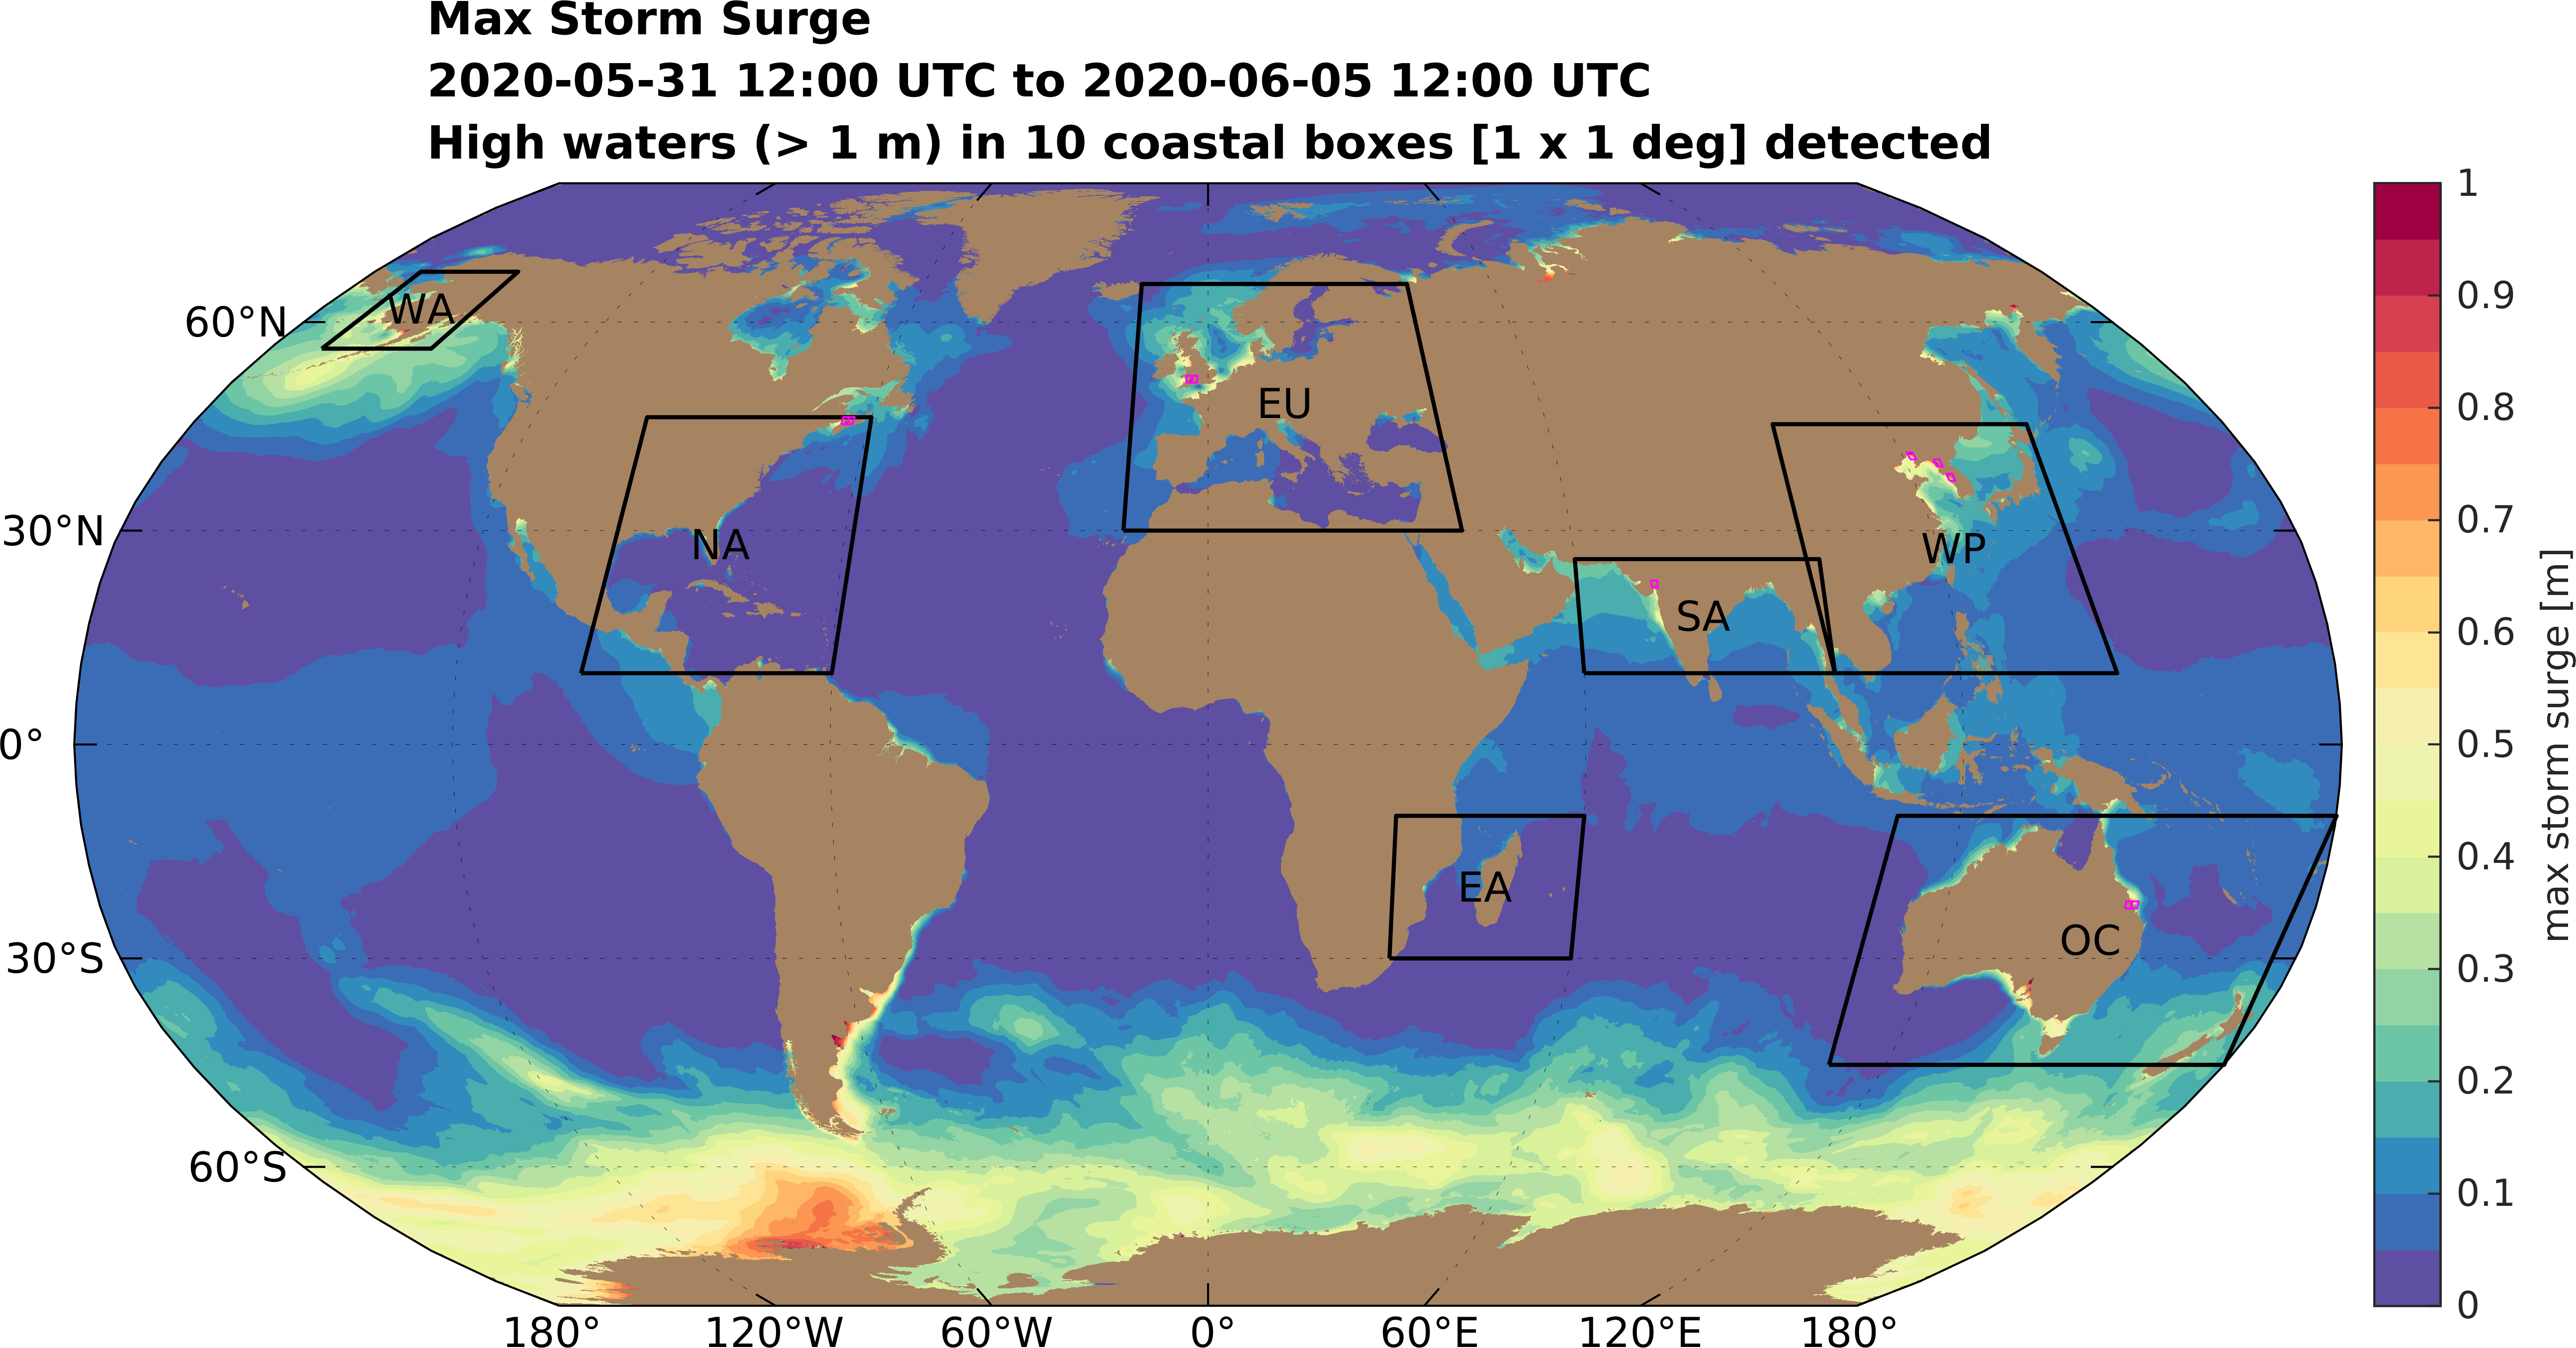 Max Storm Surge
2020-05-31 12:00 UTC to 2020-06-05 12:00 UTC
High waters (> 1 m) in 10 coastal boxes [1 x 1 deg] detected
60°N
30°N
0°
30°S
60°S
WA
NA
EU
SA
WP
EA
OC
180°
120°W
60°W
0°
60°E
120°E
180°
1
0.9
0.8
0.7
0.6
0.5
0.4
0.3
0.2
0.1
0
max storm surge [m]